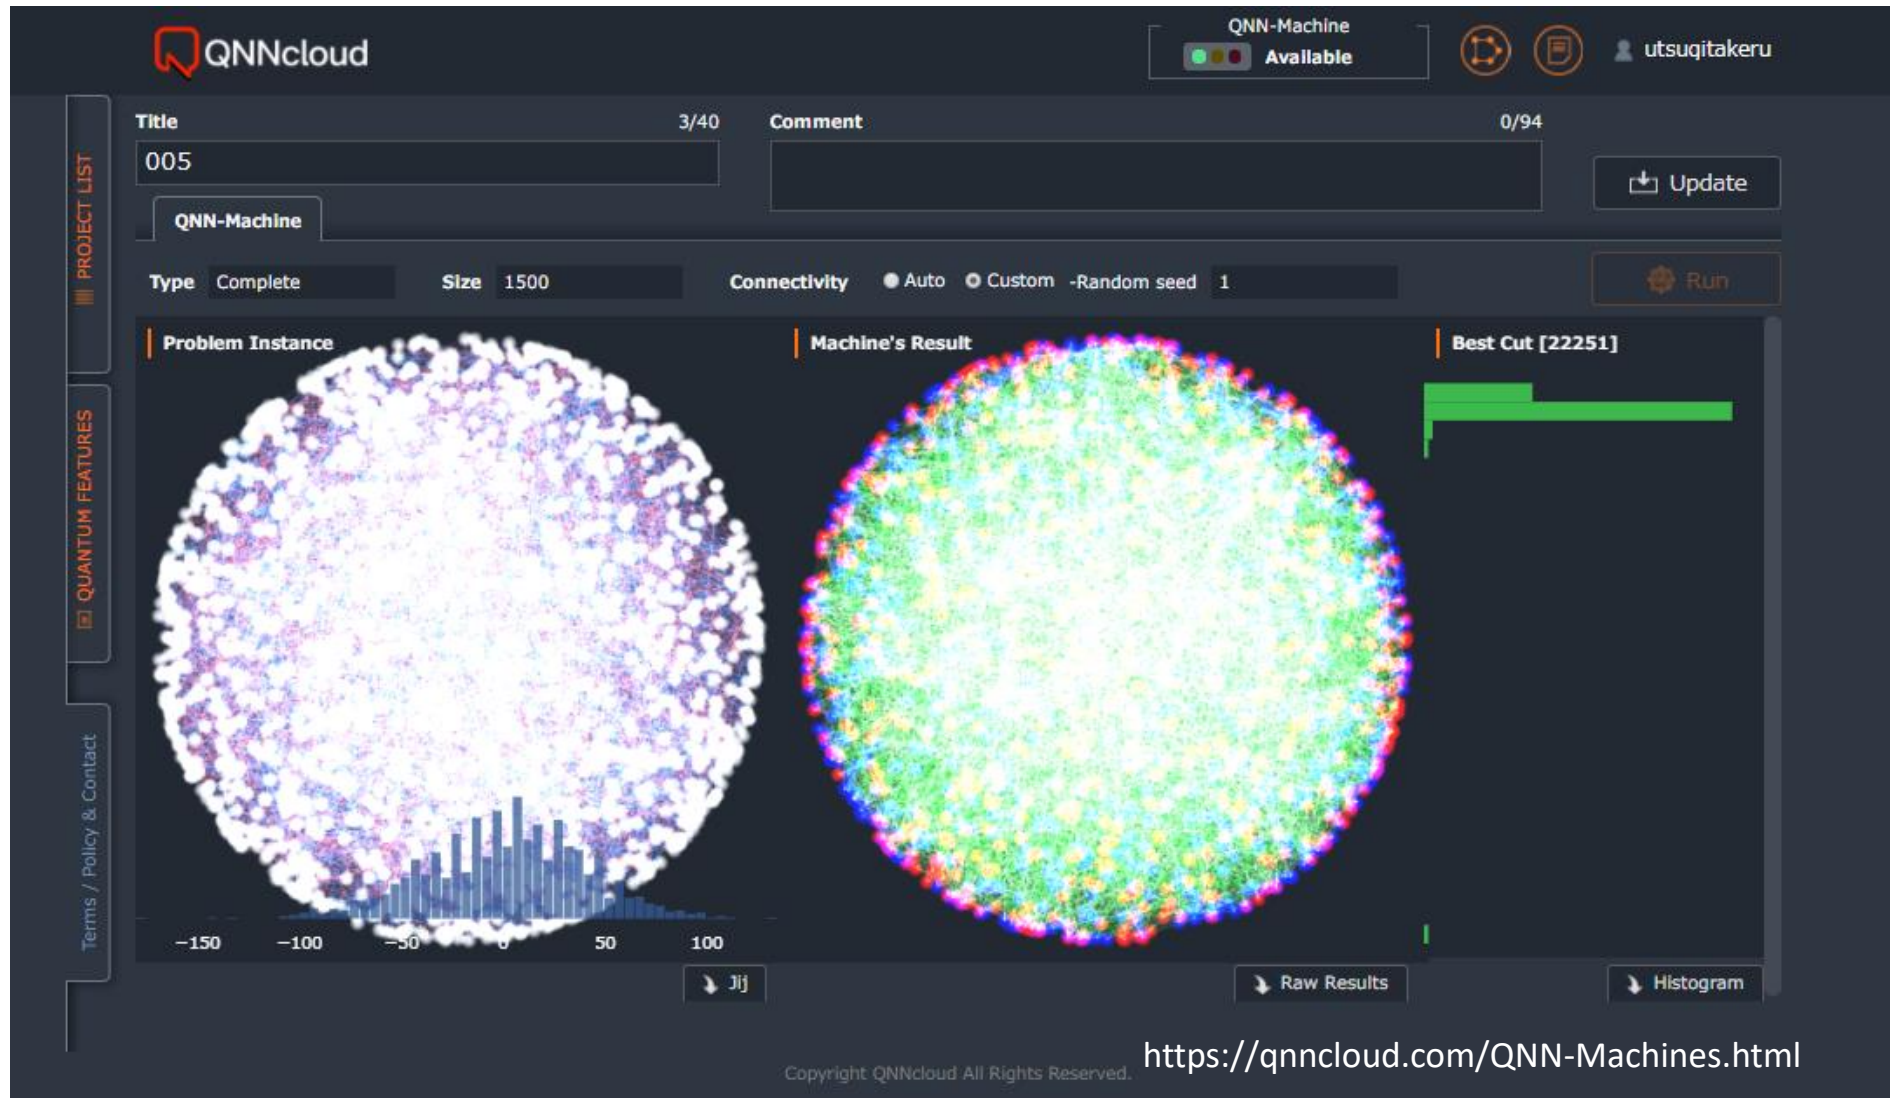 QNNcloud
QNN-Machine
Available
utsugitakeru
PROJECT LIST
QUANTUM FEATURES
Terms / Policy & Contact
Title 3/40
005
Comment 0/94
Update
QNN-Machine
Type Complete Size 1500 Connectivity Auto Custom -Random seed 1
Run
Problem Instance
Machine's Result
Best Cut [22251]
−150 −100 −50 0 50 100
Jij
Raw Results
Histogram
https://qnncloud.com/QNN-Machines.html
Copyright QNNcloud All Rights Reserved.